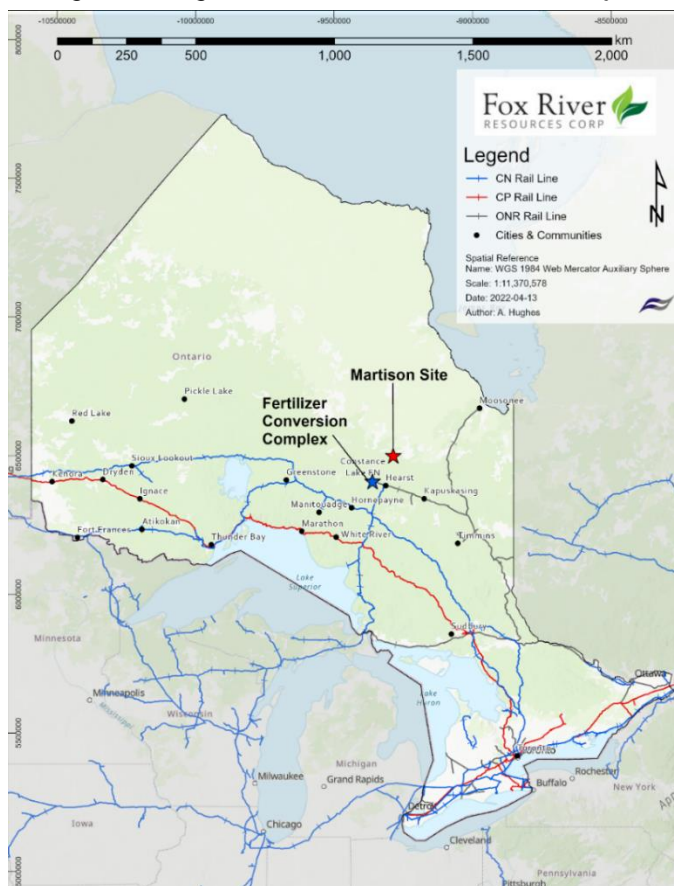 -10500000 -10000000 -9500000 -9000000 -8500000
km
0 250 500 1,000 1,500 2,000
8000000
7500000
7000000
6500000
6000000
5500000
5000000
Fox River
RESOURCES CORP
Legend
CN Rail Line
CP Rail Line
ONR Rail Line
Cities & Communities
N
Spatial Reference
Name: WGS 1984 Web Mercator Auxiliary Sphere
Scale: 1:11,370,578
Date: 2022-04-13
Author: A. Hughes
Ontario
Martison Site
Pickle Lake
Fertilizer
Conversion
Complex
Moosonee
Red Lake
Constance
Lake FN
Sioux Lookout
Kenora
Dryden
Greenstone
Hearst
Ignace
Kapuskasing
Manitouadge
Hornepayne
Fort Frances
Atikokan
Marathon
White River
Timmins
Thunder Bay
Lake
Superior
Minnesota
Sudbury
Ottawa
Minneapolis
Mississippi
Wisconsin
Lake
Huron
Michigan
Toronto
Milwaukee
Grand Rapids
Buffalo
Rochester
New York
Detroit
Iowa
Chicago
Cleveland
Pennsylvania
Pittsburgh